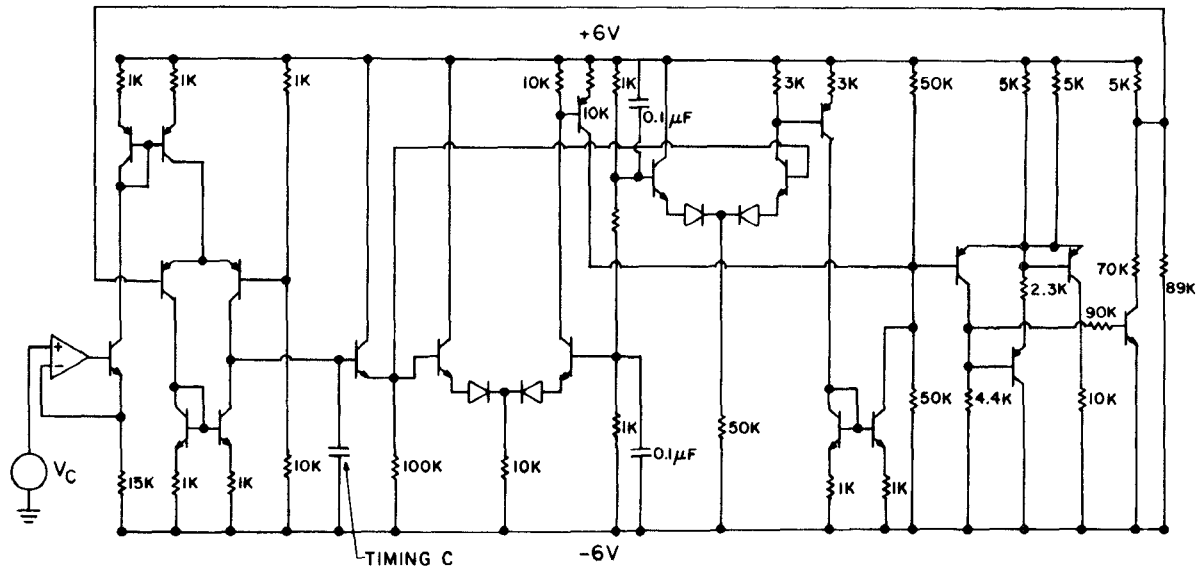 +6V
1K
1K
1K
10K
10K
1K
0.1µF
3K
3K
50K
5K
5K
5K
2.3K
70K
89K
90K
+
-
V_C
15K
1K
1K
10K
100K
10K
1K
0.1µF
50K
1K
1K
50K
4.4K
10K
-6V
TIMING C